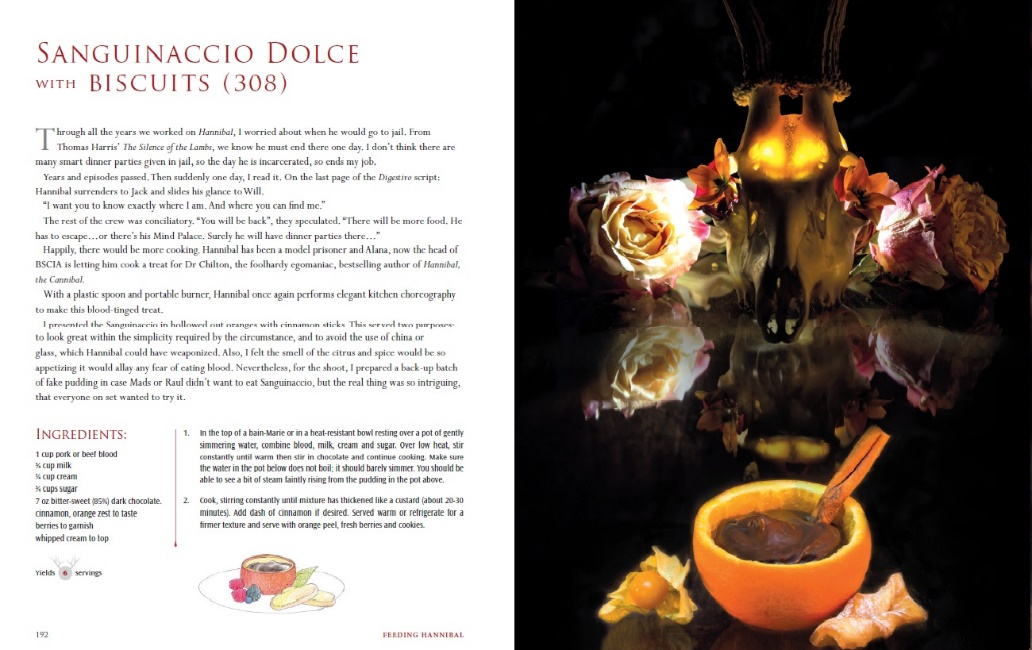 SANGUINACCIO DOLCE
WITH BISCUITS (308)
Through all the years we worked on Hannibal, I worried about when he would go to jail. From
Thomas Harris' The Silence of the Lambs, we know he must end there one day. I don't think there are
many smart dinner parties given in jail, so the day he is incarcerated, so ends my job.
Years and episodes passed. Then suddenly one day, I read it. On the last page of the Digestivo script:
Hannibal surrenders to Jack and slides his glance to Will.
"I want you to know exactly where I am. And where you can find me."
The rest of the crew was conciliatory. "You will be back", they speculated. "There will be more food. He
has to escape...or there's his Mind Palace. Surely he will have dinner parties there..."
Happily, there would be more cooking. Hannibal has been a model prisoner and Alana, now the head of
BSCIA is letting him cook a treat for Dr Chilton, the foolhardy egomaniac, bestselling author of Hannibal,
the Cannibal.
With a plastic spoon and portable burner, Hannibal once again performs elegant kitchen choreography
to make this blood-tinged treat.
I presented the Sanguinaccio in hollowed out oranges with cinnamon sticks. This served two purposes:
to look great within the simplicity required by the circumstance, and to avoid the use of china or
glass, which Hannibal could have weaponized. Also, I felt the smell of the citrus and spice would be so
appetizing it would allay any fear of eating blood. Nevertheless, for the shoot, I prepared a back-up batch
of fake pudding in case Mads or Raul didn't want to eat Sanguinaccio, but the real thing was so intriguing,
that everyone on set wanted to try it.
INGREDIENTS:
1 cup pork or beef blood
¾ cup milk
¾ cup cream
¾ cups sugar
7 oz bitter-sweet (85%) dark chocolate.
cinnamon, orange zest to taste
berries to garnish
whipped cream to top
Yields 6 servings
1. In the top of a bain-Marie or in a heat-resistant bowl resting over a pot of gently
simmering water, combine blood, milk, cream and sugar. Over low heat, stir
constantly until warm then stir in chocolate and continue cooking. Make sure
the water in the pot below does not boil; it should barely simmer. You should be
able to see a bit of steam faintly rising from the pudding in the pot above.
2. Cook, stirring constantly until mixture has thickened like a custard (about 20-30
minutes). Add dash of cinnamon if desired. Served warm or refrigerate for a
firmer texture and serve with orange peel, fresh berries and cookies.
192
FEEDING HANNIBAL